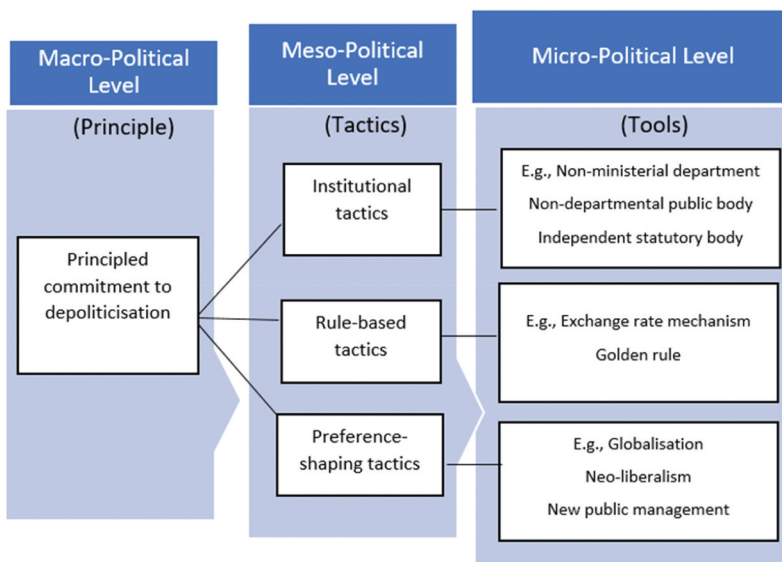 Macro-Political
Level
(Principle)
Principled
commitment to
depoliticisation
Meso-Political
Level
(Tactics)
Institutional
tactics
Rule-based
tactics
Preference-
shaping tactics
Micro-Political Level
(Tools)
E.g., Non-ministerial department
Non-departmental public body
Independent statutory body
E.g., Exchange rate mechanism
Golden rule
E.g., Globalisation
Neo-liberalism
New public management